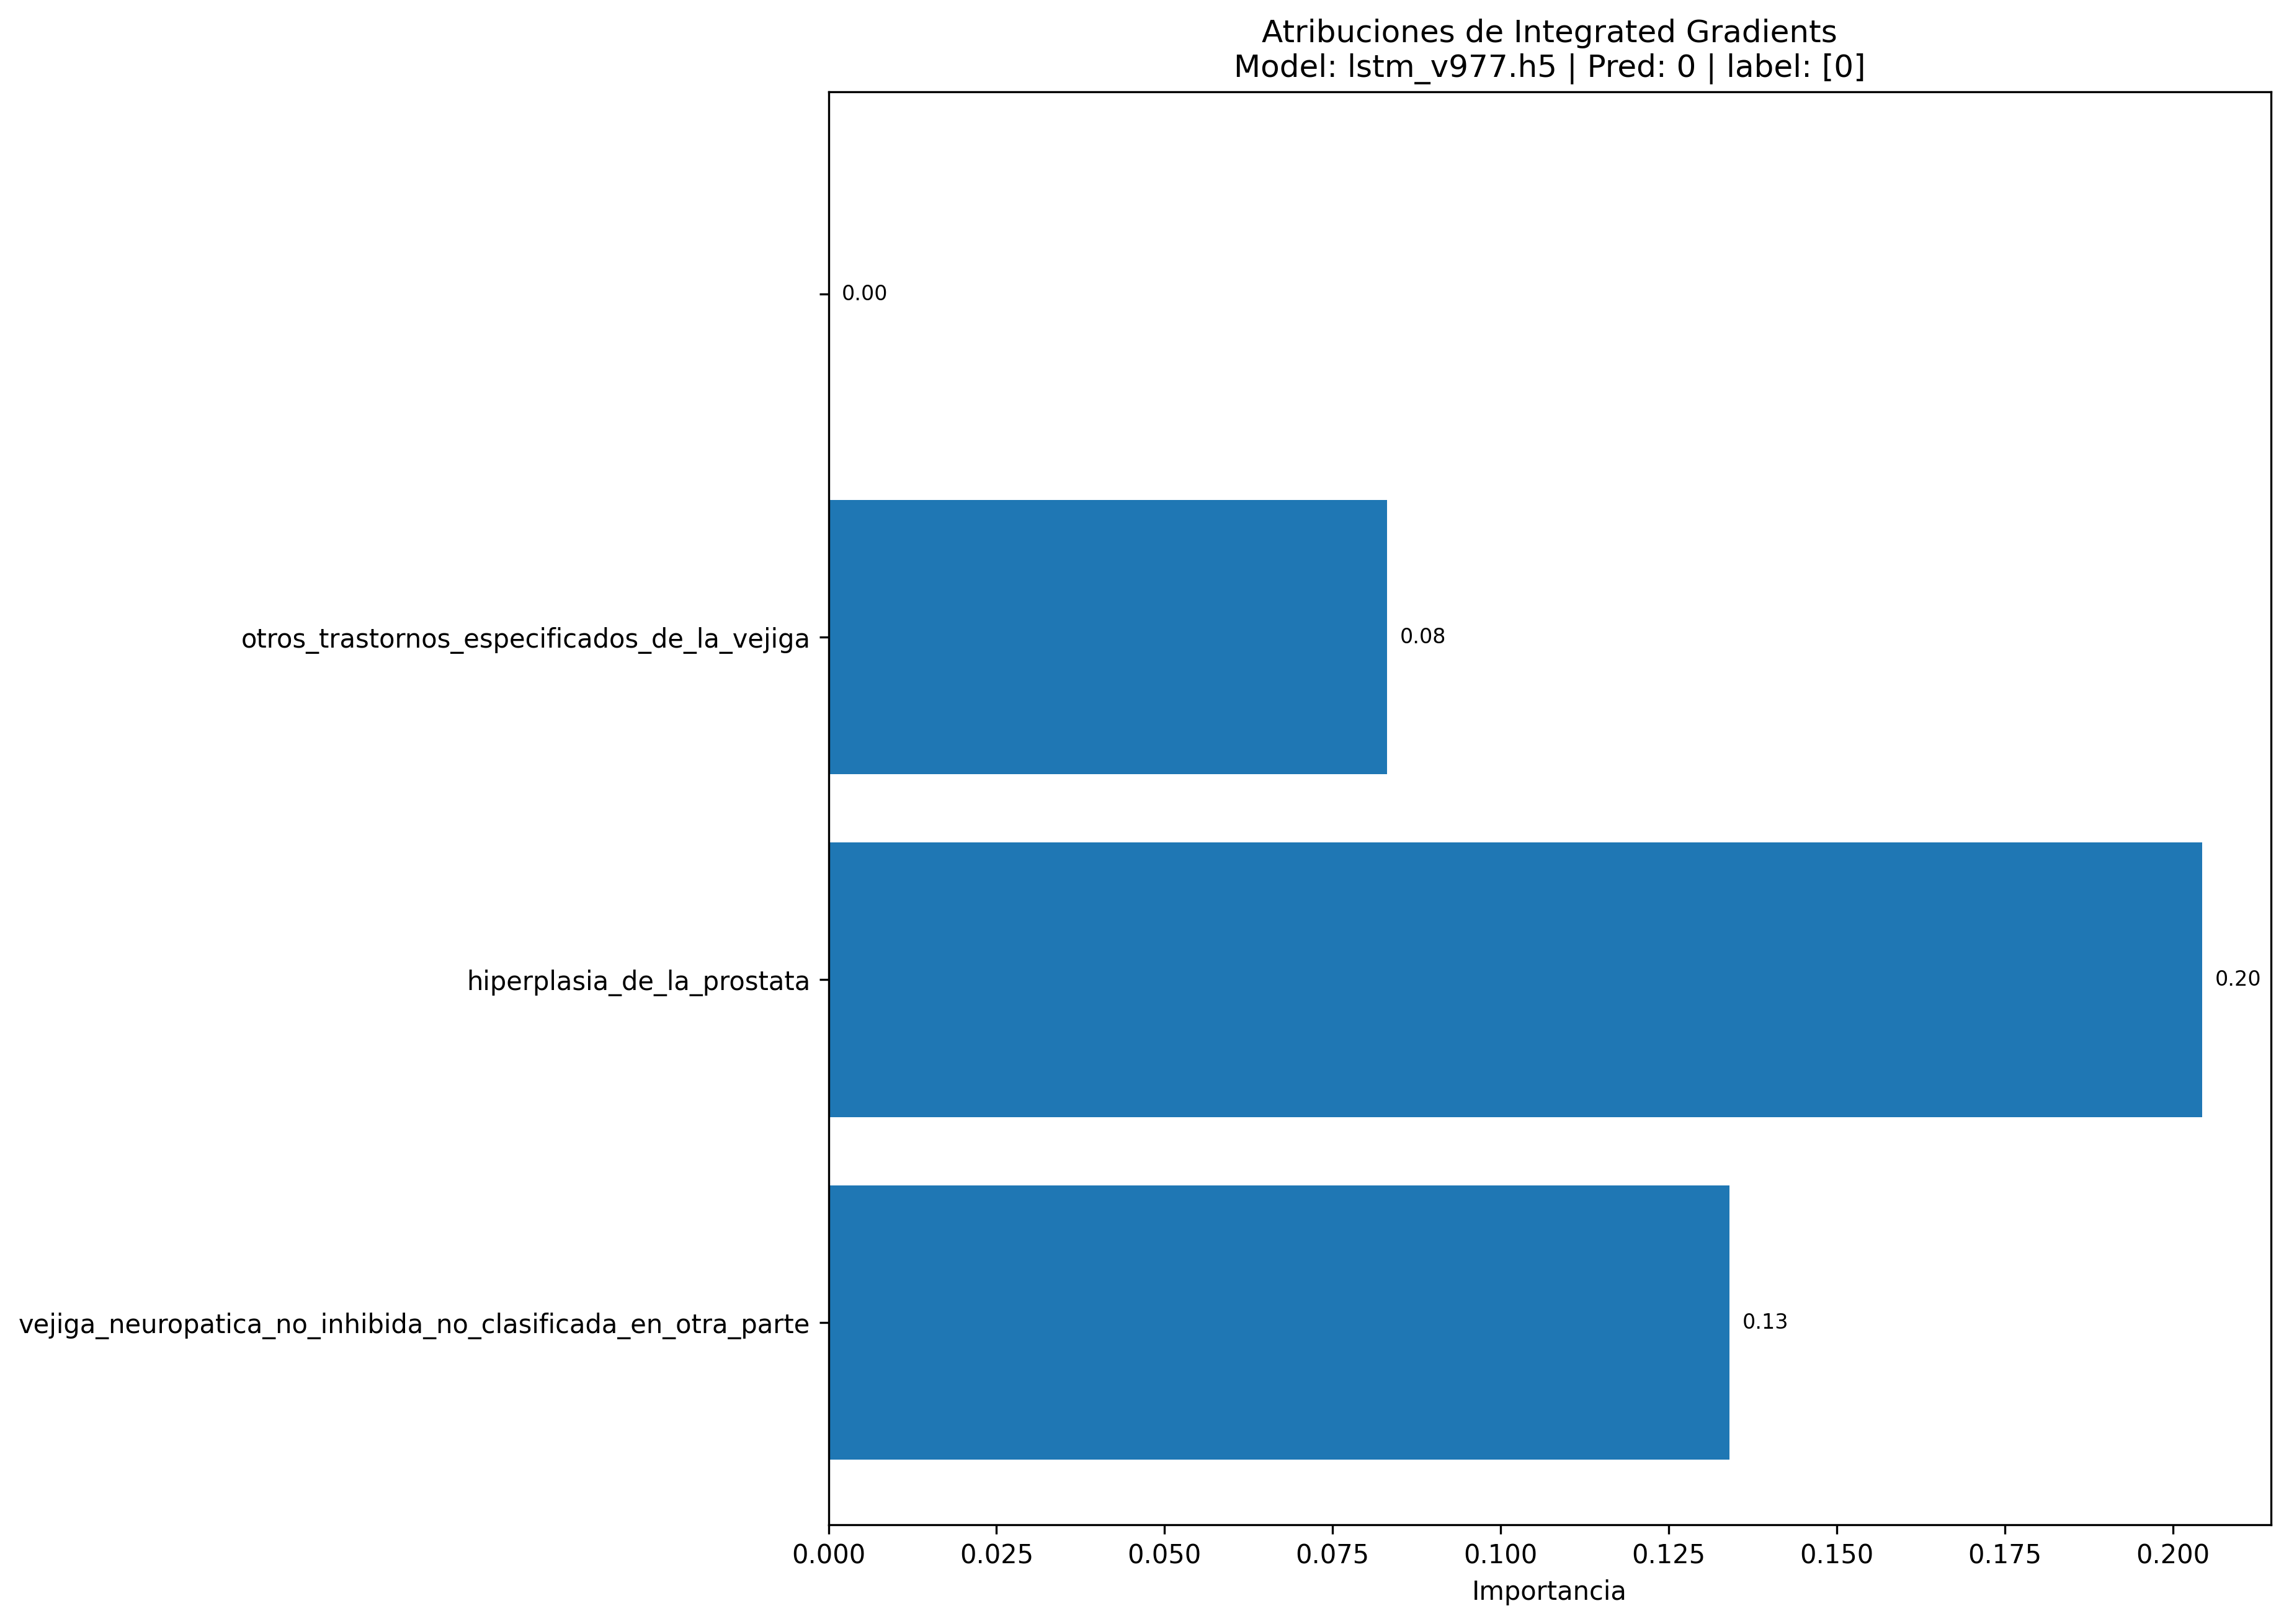 Atribuciones de Integrated Gradients
Model: lstm_v977.h5 | Pred: 0 | label: [0]
0.00
otros_trastornos_especificados_de_la_vejiga
0.08
hiperplasia_de_la_prostata
0.20
vejiga_neuropatica_no_inhibida_no_clasificada_en_otra_parte
0.13
0.000 0.025 0.050 0.075 0.100 0.125 0.150 0.175 0.200
Importancia